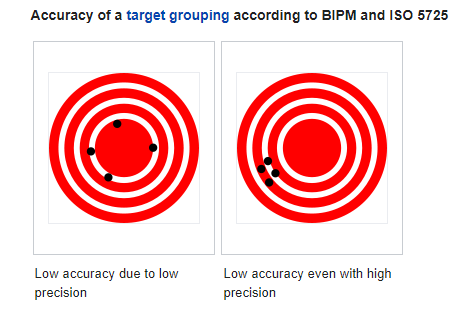 Accuracy of a target grouping according to BIPM and ISO 5725
Low accuracy due to low
precision
Low accuracy even with high
precision